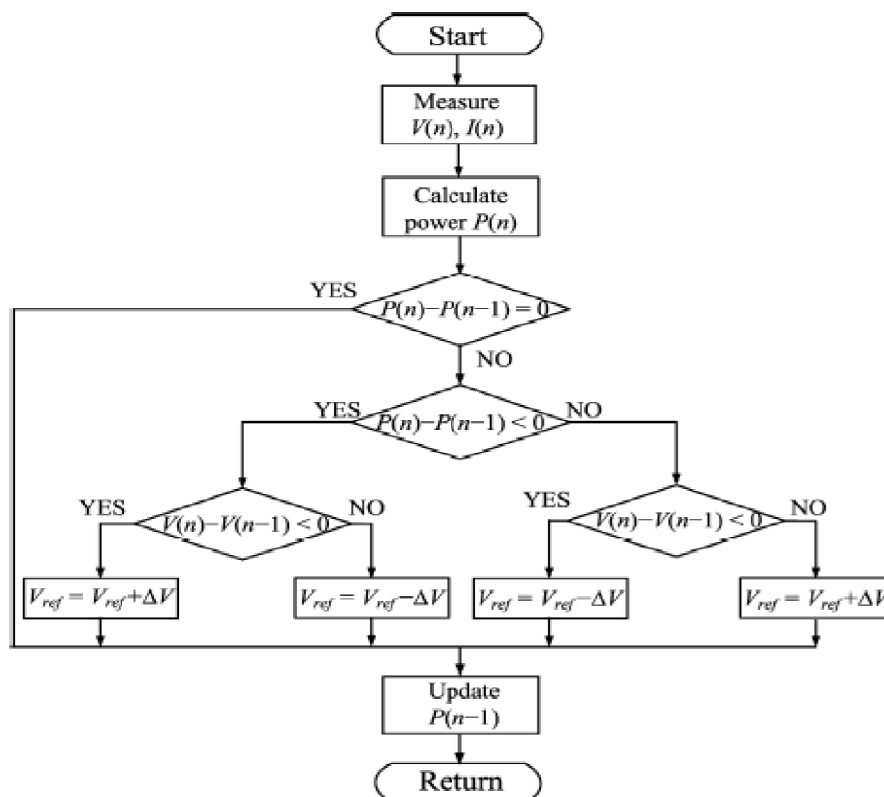 Start
Measure
V(n), I(n)
Calculate
power P(n)
YES
P(n)−P(n−1) = 0
NO
YES
P(n)−P(n−1) < 0
NO
YES
V(n)−V(n−1) < 0
NO
YES
V(n)−V(n−1) < 0
NO
Vref = Vref+ΔV
Vref = Vref−ΔV
Vref = Vref−ΔV
Vref = Vref+ΔV
Update
P(n−1)
Return